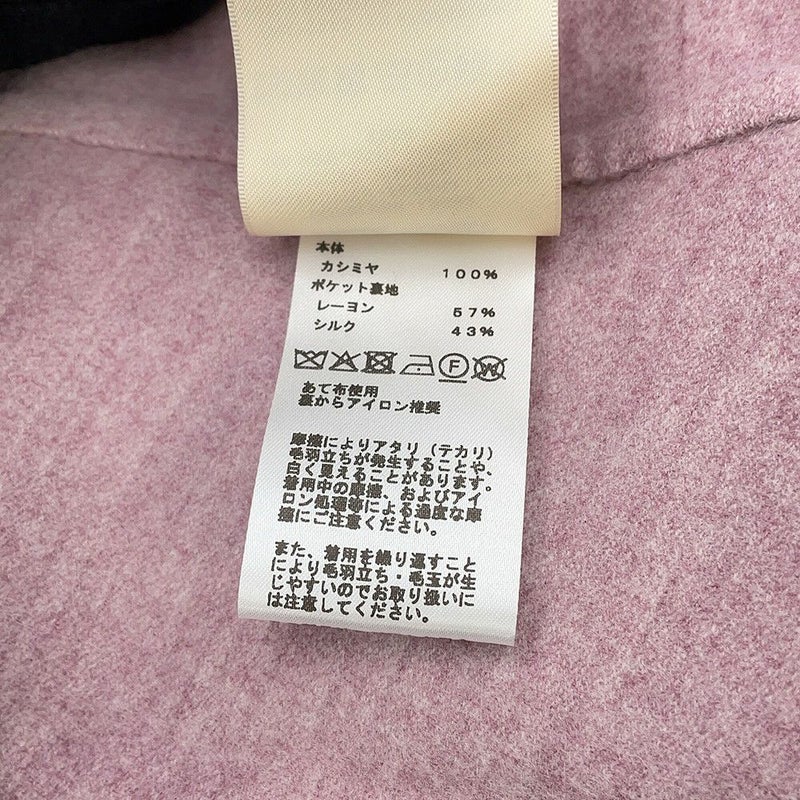 本体
カシミヤ 100%
ポケット裏地
レーヨン 57%
シルク 43%
あて布使用
裏からアイロン推奨
摩擦によりアタリ（テカリ）
毛羽立ちが発生することや、
白く見えることがあります。
着用中の摩擦、およびアイ
ロン処理等による過度な摩
擦にご注意ください。
また、着用を繰り返すこと
により毛羽立ち・毛玉が生
じやすいのでお取り扱いに
は注意してください。